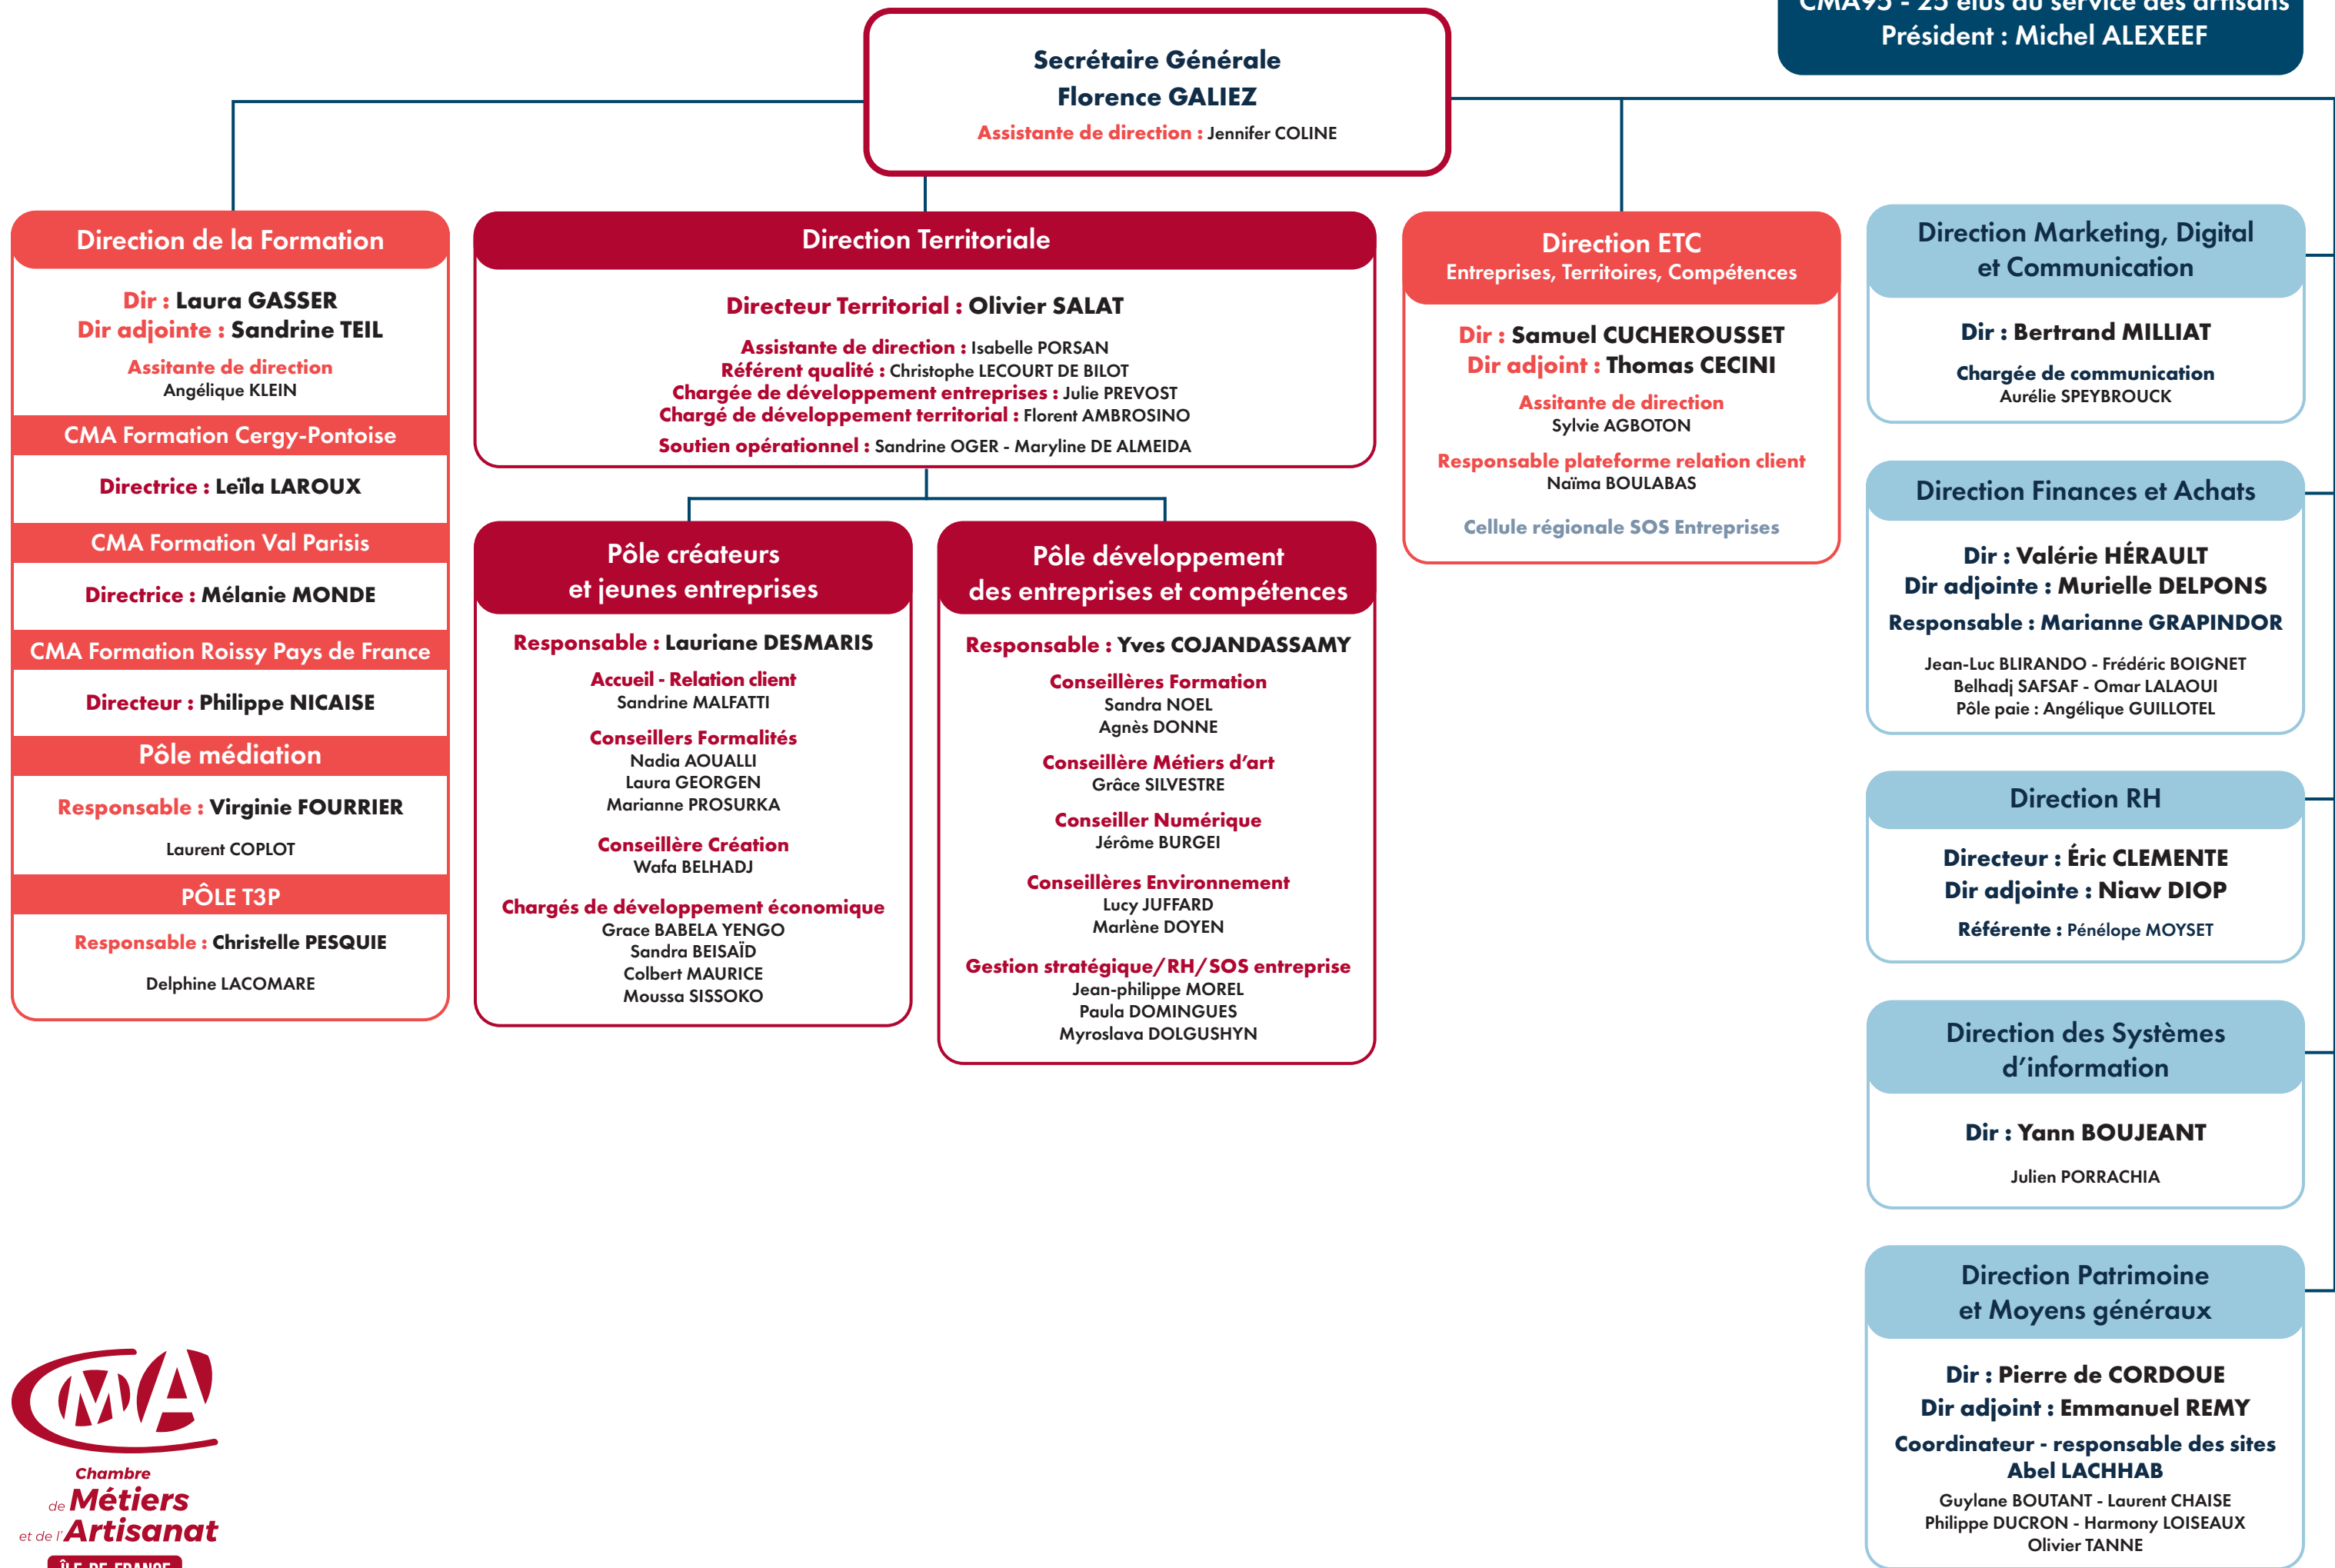 CMA95 - 25 élus au service des artisans
Président : Michel ALEXEEF
Secrétaire Générale
Florence GALIEZ
Assistante de direction : Jennifer COLINE
Direction de la Formation
Dir : Laura GASSER
Dir adjointe : Sandrine TEIL
Assitante de direction
Angélique KLEIN
CMA Formation Cergy-Pontoise
Directrice : Leïla LAROUX
CMA Formation Val Parisis
Directrice : Mélanie MONDE
CMA Formation Roissy Pays de France
Directeur : Philippe NICAISE
Pôle médiation
Responsable : Virginie FOURRIER
Laurent COPLOT
PÔLE T3P
Responsable : Christelle PESQUIE
Delphine LACOMARE
Direction Territoriale
Directeur Territorial : Olivier SALAT
Assistante de direction : Isabelle PORSAN
Référent qualité : Christophe LECOURT DE BILOT
Chargée de développement entreprises : Julie PREVOST
Chargé de développement territorial : Florent AMBROSINO
Soutien opérationnel : Sandrine OGER - Maryline DE ALMEIDA
Pôle créateurs
et jeunes entreprises
Responsable : Lauriane DESMARIS
Accueil - Relation client
Sandrine MALFATTI
Conseillers Formalités
Nadia AOUALLI
Laura GEORGEN
Marianne PROSURKA
Conseillère Création
Wafa BELHADJ
Chargés de développement économique
Grace BABELA YENGO
Sandra BEISAÏD
Colbert MAURICE
Moussa SISSOKO
Pôle développement
des entreprises et compétences
Responsable : Yves COJANDASSAMY
Conseillères Formation
Sandra NOEL
Agnès DONNE
Conseillère Métiers d'art
Grâce SILVESTRE
Conseiller Numérique
Jérôme BURGEI
Conseillères Environnement
Lucy JUFFARD
Marlène DOYEN
Gestion stratégique/RH/SOS entreprise
Jean-philippe MOREL
Paula DOMINGUES
Myroslava DOLGUSHYN
Direction ETC
Entreprises, Territoires, Compétences
Dir : Samuel CUCHEROUSSET
Dir adjoint : Thomas CECINI
Assitante de direction
Sylvie AGBOTON
Responsable plateforme relation client
Naïma BOULABAS
Cellule régionale SOS Entreprises
Direction Marketing, Digital
et Communication
Dir : Bertrand MILLIAT
Chargée de communication
Aurélie SPEYBROUCK
Direction Finances et Achats
Dir : Valérie HÉRAULT
Dir adjointe : Murielle DELPONS
Responsable : Marianne GRAPINDOR
Jean-Luc BLIRANDO - Frédéric BOIGNET
Belhadj SAFSAF - Omar LALAOUI
Pôle paie : Angélique GUILLOTEL
Direction RH
Directeur : Éric CLEMENTE
Dir adjointe : Niaw DIOP
Référente : Pénélope MOYSET
Direction des Systèmes
d'information
Dir : Yann BOUJEANT
Julien PORRACHIA
Direction Patrimoine
et Moyens généraux
Dir : Pierre de CORDOUE
Dir adjoint : Emmanuel REMY
Coordinateur - responsable des sites
Abel LACHHAB
Guylane BOUTANT - Laurent CHAISE
Philippe DUCRON - Harmony LOISEAUX
Olivier TANNE
CMA
Chambre
de Métiers
et de l'Artisanat
ÎLE-DE-FRANCE